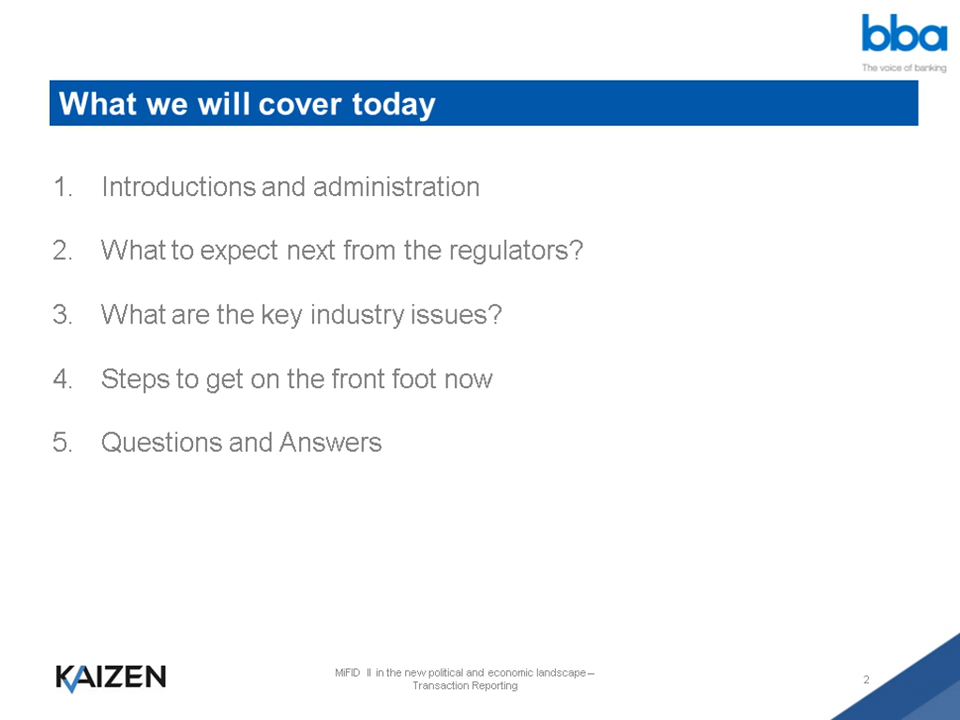 bba
The voice of banking
What we will cover today
1. Introductions and administration
2. What to expect next from the regulators?
3. What are the key industry issues?
4. Steps to get on the front foot now
5. Questions and Answers
KAIZEN
MiFID II in the new political and economic landscape –
Transaction Reporting
2